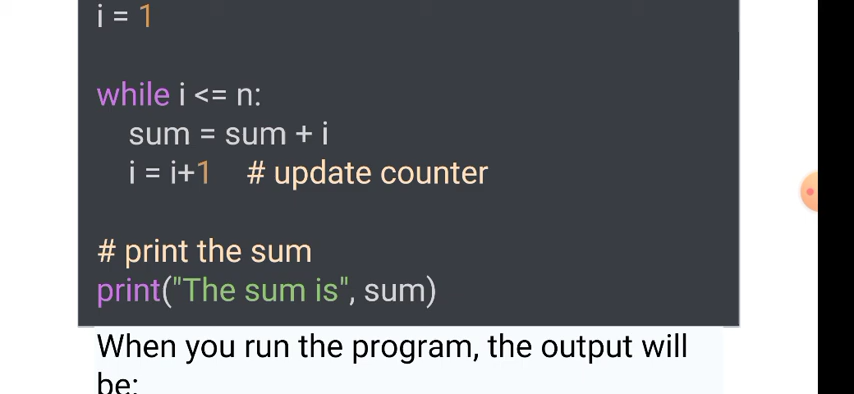 i = 1
while i <= n:
sum = sum + i
i = i+1 # update counter
# print the sum
print("The sum is", sum)
When you run the program, the output will
be: